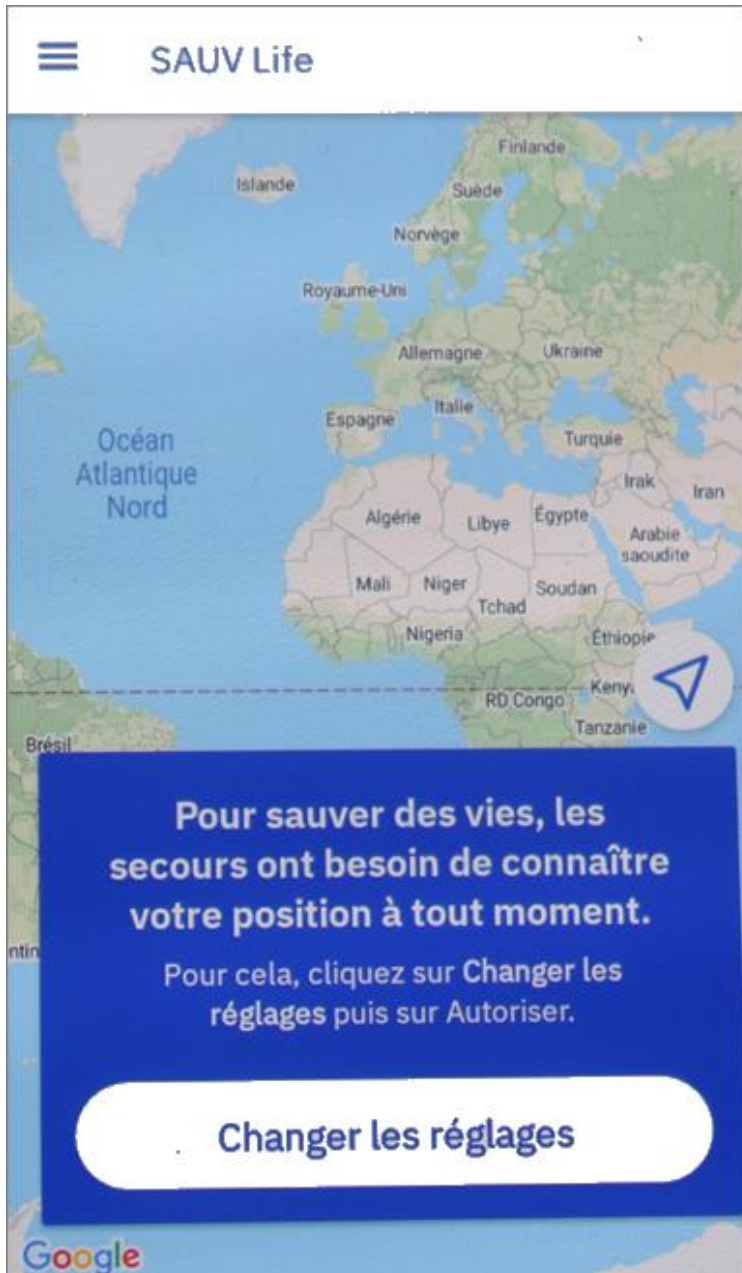 SAUV Life
Finlande
Islande
Suède
Norvège
Royaume-Uni
Allemagne
Ukraine
Espagne
Italie
Turquie
Océan
Atlantique
Nord
Irak
Iran
Algérie
Libye
Égypte
Arabie
saoudite
Mali
Niger
Tchad
Soudan
Nigeria
Éthiopie
RD Congo
Keny
Tanzanie
Brésil
Pour sauver des vies, les
secours ont besoin de connaître
votre position à tout moment.
ntin
Pour cela, cliquez sur Changer les
réglages puis sur Autoriser.
Changer les réglages
Google